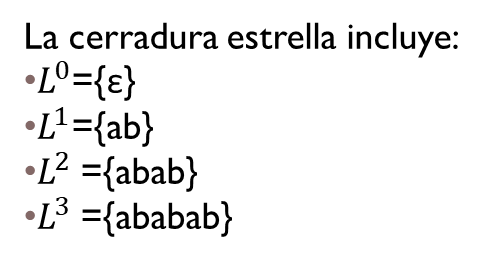 La cerradura estrella incluye:
•L⁰={ε}
•L¹={ab}
•L² ={abab}
•L³ ={ababab}